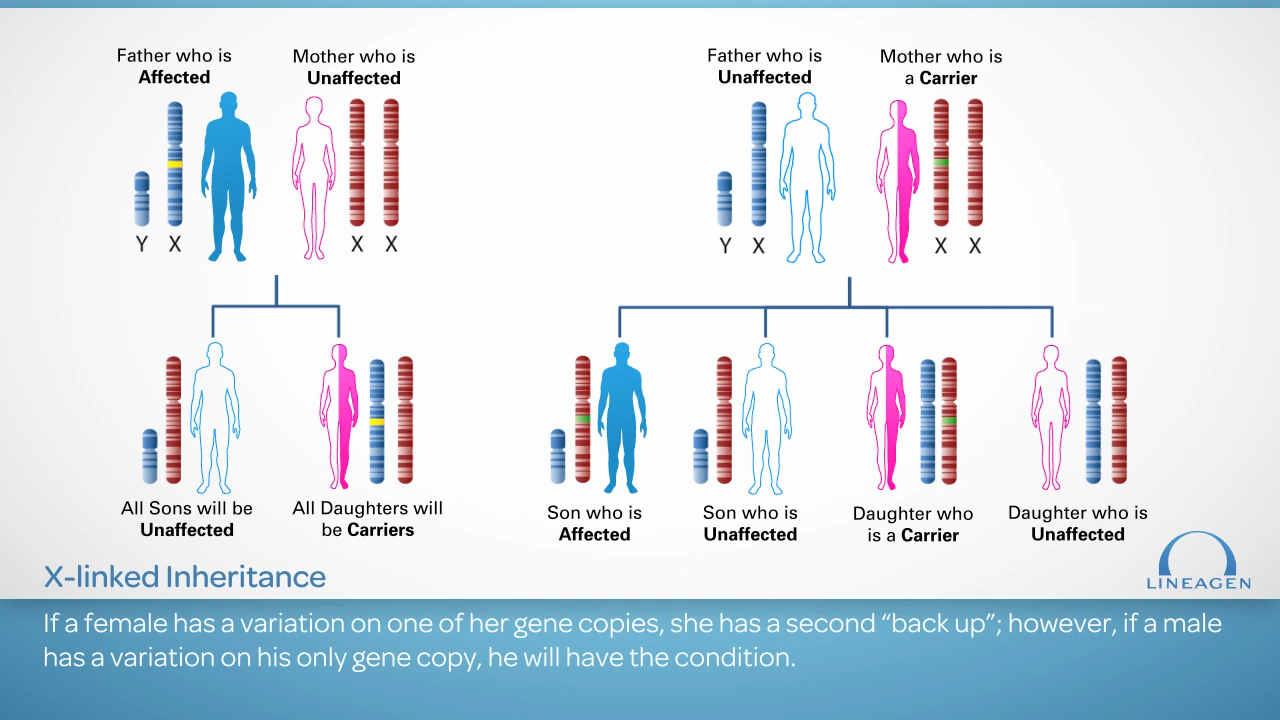 Father who is
Affected
Mother who is
Unaffected
Y X
X X
All Sons will be
Unaffected
All Daughters will
be Carriers
Father who is
Unaffected
Mother who is
a Carrier
Y X
X X
Son who is
Affected
Son who is
Unaffected
Daughter who
is a Carrier
Daughter who is
Unaffected
X-linked Inheritance
LINEAGEN
If a female has a variation on one of her gene copies, she has a second “back up”; however, if a male
has a variation on his only gene copy, he will have the condition.